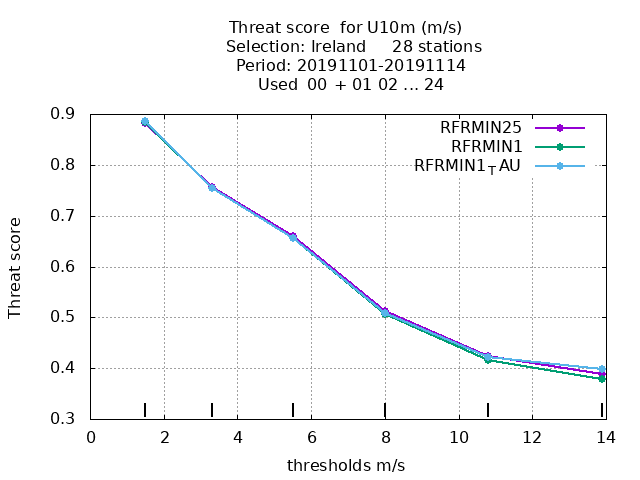 Threat score  for U10m (m/s)
Selection: Ireland     28 stations
Period: 20191101-20191114
Used  00 + 01 02 ... 24
RFRMIN25
RFRMIN1
RFRMIN1TAU
Threat score
0.9
0.8
0.7
0.6
0.5
0.4
0.3
0 2 4 6 8 10 12 14
thresholds m/s